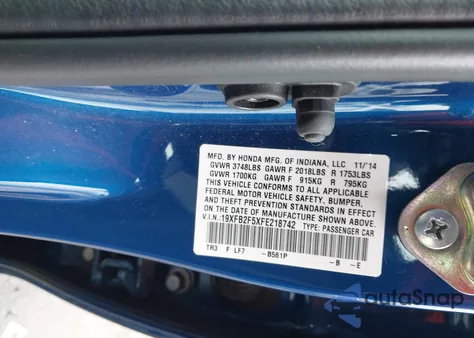 MFD. BY HONDA MFG. OF INDIANA, LLC 11/'14
GVWR 3748LBS GAWR F 2018LBS R 1753LBS
GVWR 1700KG GAWR F 915KG R 795KG
THIS VEHICLE CONFORMS TO ALL APPLICABLE
FEDERAL MOTOR VEHICLE SAFETY, BUMPER,
AND THEFT PREVENTION STANDARDS IN EFFECT
ON THE DATE OF MANUFACTURE SHOWN ABOVE.
V.I.N.:19XFB2F5XFE218742 TYPE: PASSENGER CAR
TR3 F LF7 -B561P -B -E
autoSnap